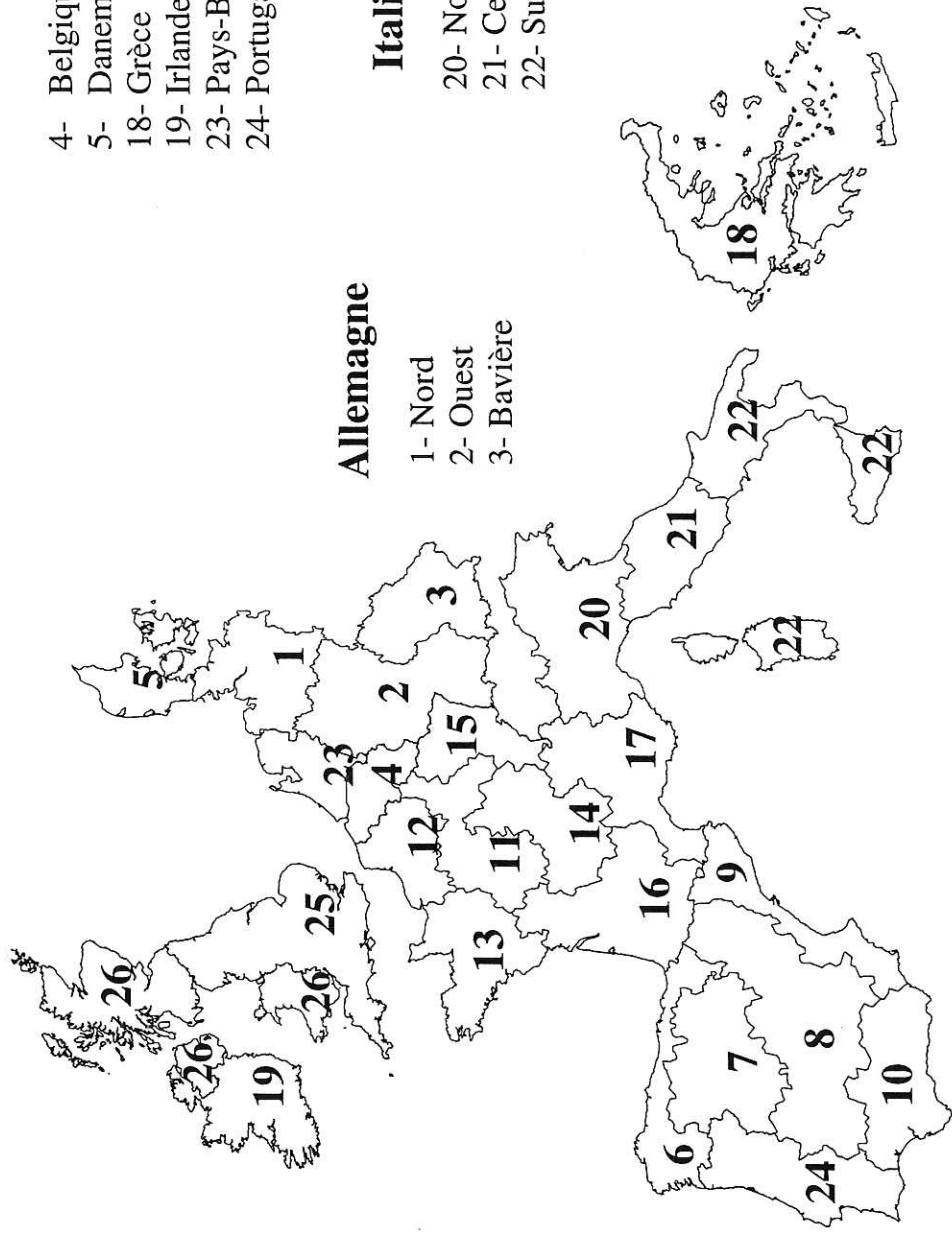 4- Belgiqu
5- Danem
18- Grèce
19- Irlande
23- Pays-B
24- Portuga
Itali
20- No
21- Ce
22- Su
Allemagne
1- Nord
2- Ouest
3- Bavière
26
5
26
19
1
25
26
23
4
2
12
3
15
13
11
14
20
17
16
6
21
9
7
22
18
22
24
8
22
10